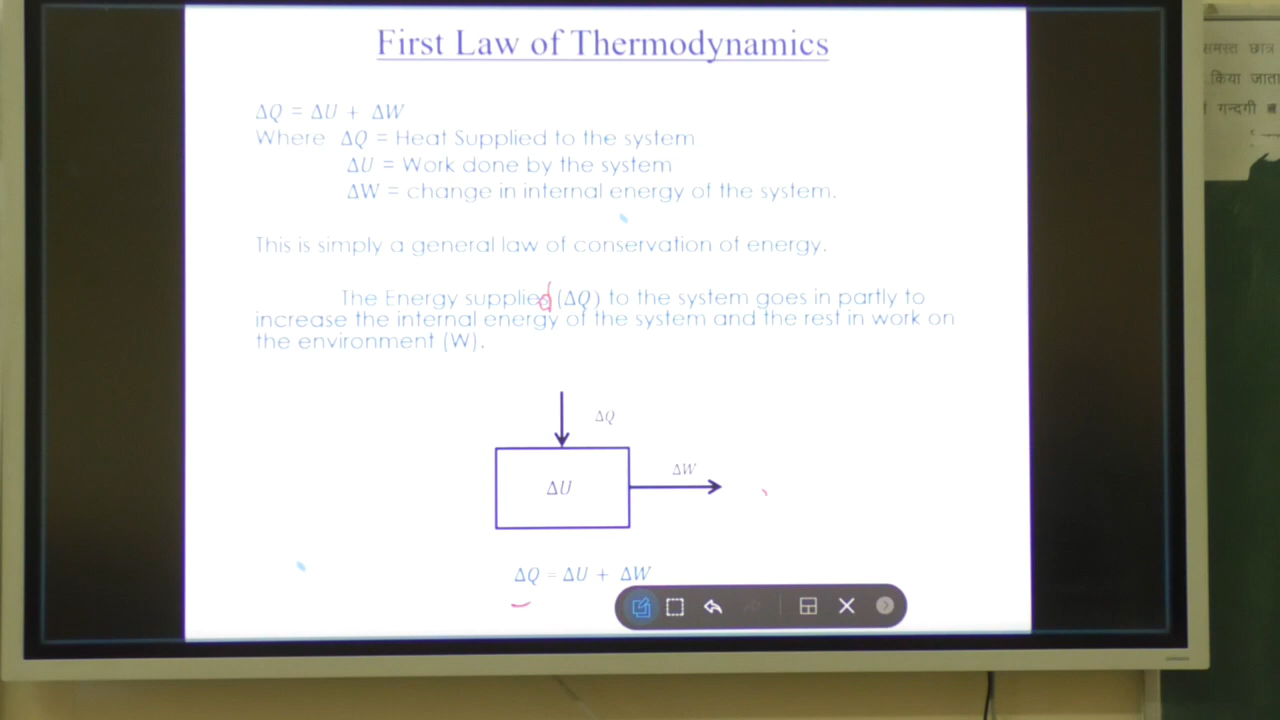 First Law of Thermodynamics
ΔQ = ΔU + ΔW
Where ΔQ = Heat Supplied to the system
ΔU = Work done by the system
ΔW = change in internal energy of the system.
This is simply a general law of conservation of energy.
The Energy supplied (ΔQ) to the system goes in partly to
increase the internal energy of the system and the rest in work on
the environment (W).
ΔQ
ΔU
ΔW
ΔQ = ΔU + ΔW
समस्त छात्र
किया जाता
गन्दगी